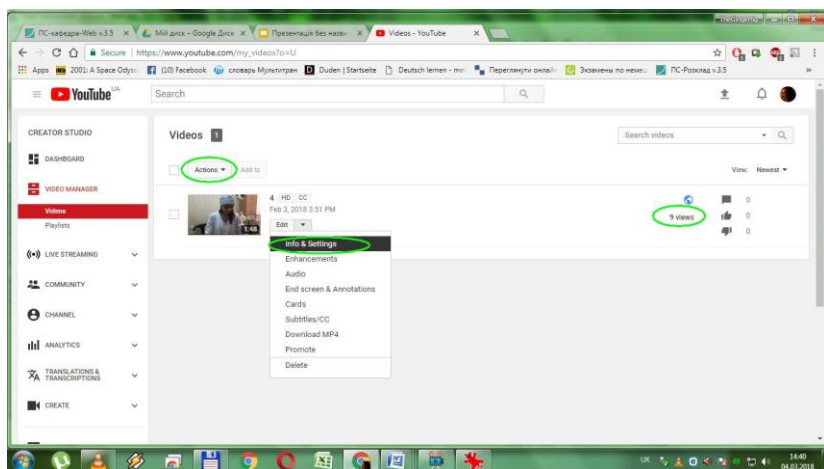 ПС-кафедра-Web v.3.5
Мій диск – Google Диск
Презентація без назви
Videos - YouTube
Secure | https://www.youtube.com/my_videos?o=U
Apps
2001: A Space Odyss
(10) Facebook
словарь Мультитран
Duden | Startseite
Deutsch lernen - me
Переглянути онлайн
Экзамены по немец
ПС-Розклад v.3.5
YouTube UA
Search
CREATOR STUDIO
DASHBOARD
VIDEO MANAGER
Videos
Playlists
LIVE STREAMING
COMMUNITY
CHANNEL
ANALYTICS
TRANSLATIONS &
TRANSCRIPTIONS
CREATE
Videos 1
Search videos
Actions
Add to
View: Newest
4 HD CC
Feb 3, 2018 3:51 PM
Edit
1:48
9 views
0
0
0
Info & Settings
Enhancements
Audio
End screen & Annotations
Cards
Subtitles/CC
Download MP4
Promote
Delete
UK
14:40
04.03.2018